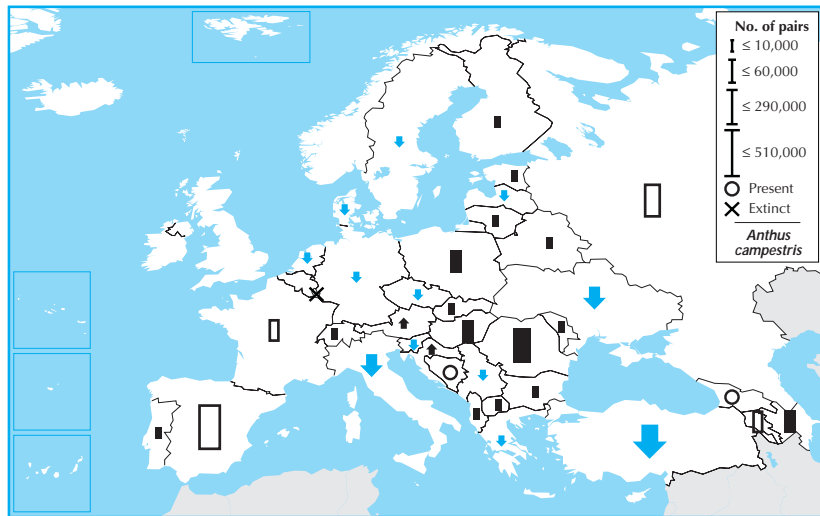 No. of pairs
≤ 10,000
≤ 60,000
≤ 290,000
≤ 510,000
Present
Extinct
Anthus
campestris